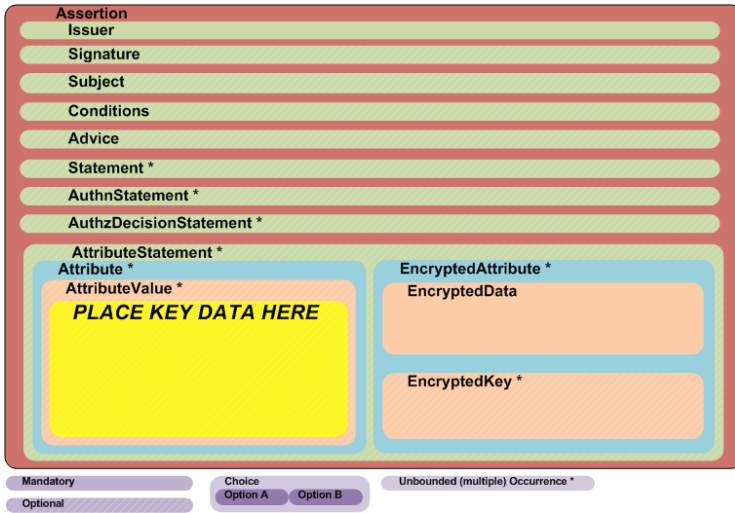 Assertion
Issuer
Signature
Subject
Conditions
Advice
Statement *
AuthnStatement *
AuthzDecisionStatement *
AttributeStatement *
Attribute *
AttributeValue *
PLACE KEY DATA HERE
EncryptedAttribute *
EncryptedData
EncryptedKey *
Mandatory
Optional
Choice
Option A
Option B
Unbounded (multiple) Occurrence *